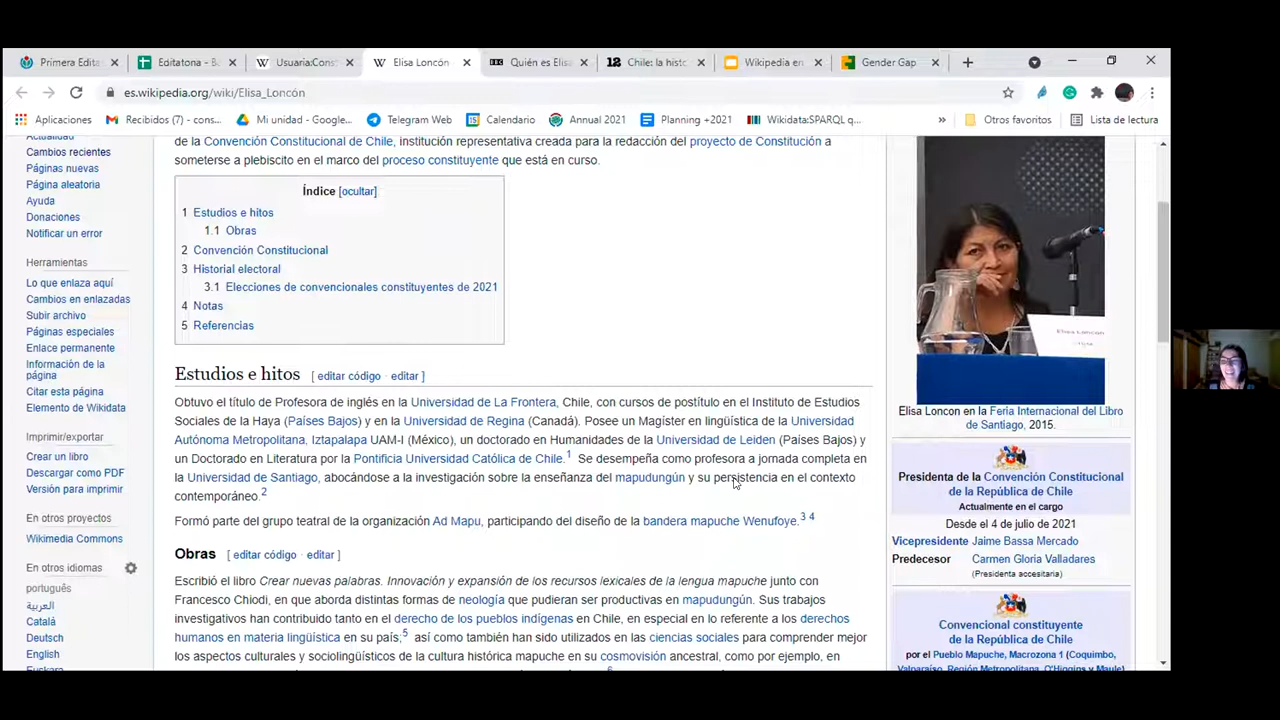 Primera Edita
Editatona - B
Usuaria:Cons
Elisa Loncón
Quién es Elisa
12 Chile: la histo
Wikipedia en
Gender Gap
es.wikipedia.org/wiki/Elisa_Loncón
Aplicaciones
Recibidos (7) - cons...
Mi unidad - Google...
Telegram Web
Calendario
Annual 2021
Planning +2021
Wikidata:SPARQL q...
»
Otros favoritos
Lista de lectura
Actualidad
Cambios recientes
Páginas nuevas
Página aleatoria
Ayuda
Donaciones
Notificar un error
Herramientas
Lo que enlaza aquí
Cambios en enlazadas
Subir archivo
Páginas especiales
Enlace permanente
Información de la
página
Citar esta página
Elemento de Wikidata
Imprimir/exportar
Crear un libro
Descargar como PDF
Versión para imprimir
En otros proyectos
Wikimedia Commons
En otros idiomas
português
العربية
Català
Deutsch
English
Euskara
de la Convención Constitucional de Chile, institución representativa creada para la redacción del proyecto de Constitución a
someterse a plebiscito en el marco del proceso constituyente que está en curso.
Índice [ocultar]
1 Estudios e hitos
1.1 Obras
2 Convención Constitucional
3 Historial electoral
3.1 Elecciones de convencionales constituyentes de 2021
4 Notas
5 Referencias
Estudios e hitos [ editar código · editar ]
Obtuvo el título de Profesora de inglés en la Universidad de La Frontera, Chile, con cursos de postítulo en el Instituto de Estudios
Sociales de la Haya (Países Bajos) y en la Universidad de Regina (Canadá). Posee un Magíster en lingüística de la Universidad
Autónoma Metropolitana, Iztapalapa UAM-I (México), un doctorado en Humanidades de la Universidad de Leiden (Países Bajos) y
un Doctorado en Literatura por la Pontificia Universidad Católica de Chile.1 Se desempeña como profesora a jornada completa en
la Universidad de Santiago, abocándose a la investigación sobre la enseñanza del mapudungún y su persistencia en el contexto
contemporáneo.2
Formó parte del grupo teatral de la organización Ad Mapu, participando del diseño de la bandera mapuche Wenufoye.3 4
Obras [ editar código · editar ]
Escribió el libro Crear nuevas palabras. Innovación y expansión de los recursos lexicales de la lengua mapuche junto con
Francesco Chiodi, en que aborda distintas formas de neología que pudieran ser productivas en mapudungún. Sus trabajos
investigativos han contribuido tanto en el derecho de los pueblos indígenas en Chile, en especial en lo referente a los derechos
humanos en materia lingüística en su país;5 así como también han sido utilizados en las ciencias sociales para comprender mejor
los aspectos culturales y sociolingüísticos de la cultura histórica mapuche en su cosmovisión ancestral, como por ejemplo, en
6
Elisa Loncon
Elisa Loncon en la Feria Internacional del Libro
de Santiago, 2015.
Presidenta de la Convención Constitucional
de la República de Chile
Actualmente en el cargo
Desde el 4 de julio de 2021
Vicepresidente Jaime Bassa Mercado
Predecesor Carmen Gloria Valladares
(Presidenta accesitaria)
Convencional constituyente
de la República de Chile
por el Pueblo Mapuche, Macrozona 1 (Coquimbo,
Valparaíso, Región Metropolitana, O'Higgins y Maule)